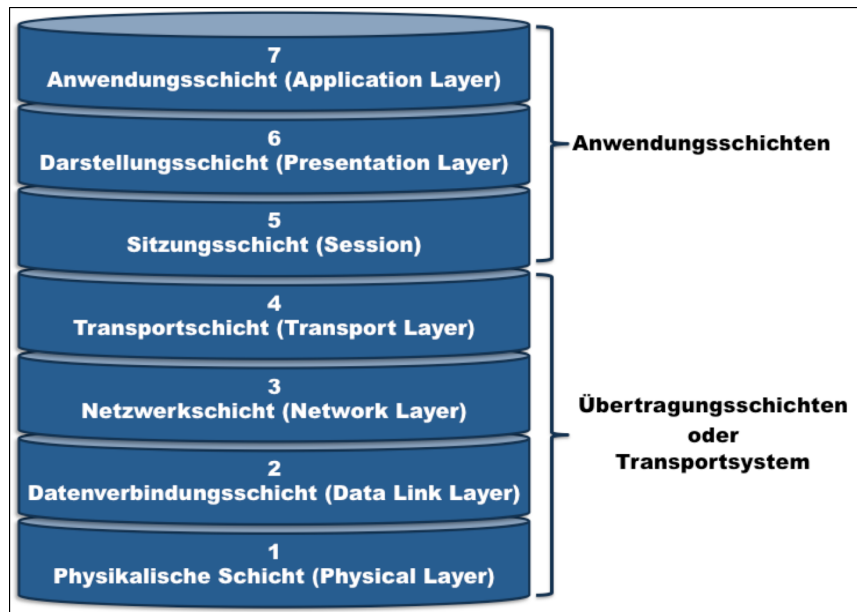 7
Anwendungsschicht (Application Layer)
6
Darstellungsschicht (Presentation Layer)
5
Sitzungsschicht (Session)
Anwendungsschichten
4
Transportschicht (Transport Layer)
3
Netzwerkschicht (Network Layer)
2
Datenverbindungsschicht (Data Link Layer)
1
Physikalische Schicht (Physical Layer)
Übertragungsschichten
oder
Transportsystem